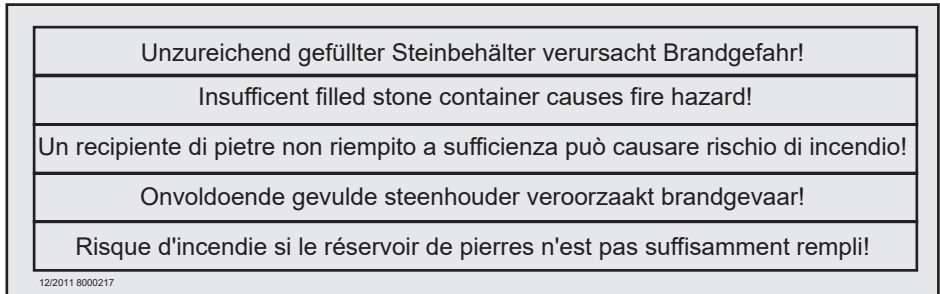 Unzureichend gefüllter Steinbehälter verursacht Brandgefahr!
Insufficent filled stone container causes fire hazard!
Un recipiente di pietre non riempito a sufficienza può causare rischio di incendio!
Onvoldoende gevulde steenhouder veroorzaakt brandgevaar!
Risque d'incendie si le réservoir de pierres n'est pas suffisamment rempli!
12/2011 8000217